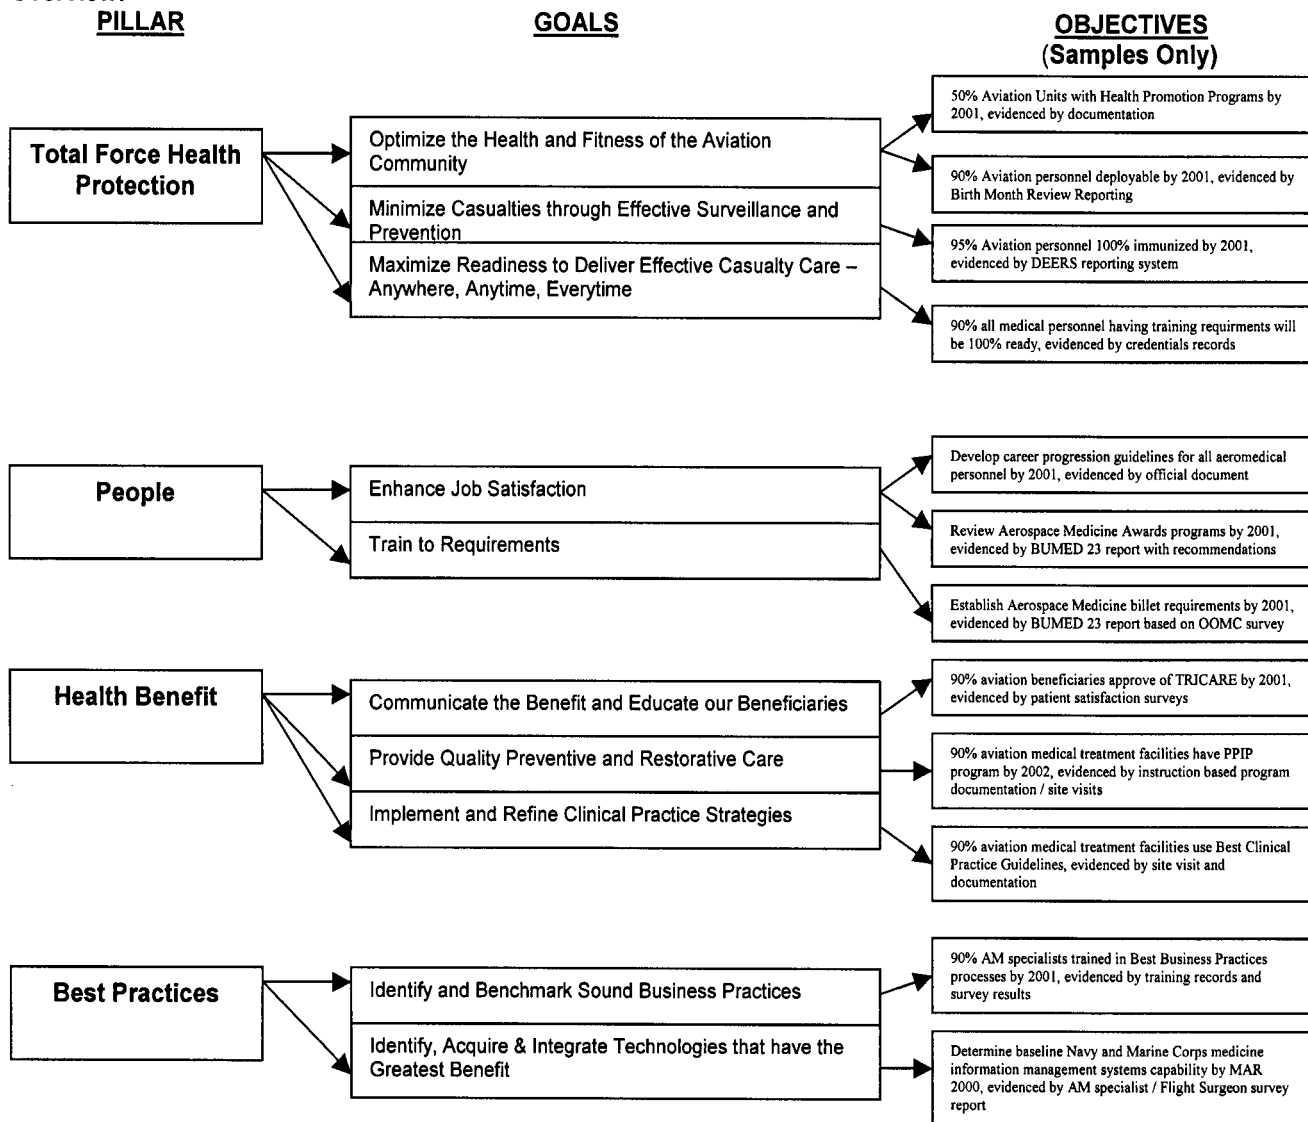 PILLAR
GOALS
OBJECTIVES
(Samples Only)
Total Force Health
Protection
Optimize the Health and Fitness of the Aviation
Community
Minimize Casualties through Effective Surveillance and
Prevention
Maximize Readiness to Deliver Effective Casualty Care –
Anywhere, Anytime, Everytime
50% Aviation Units with Health Promotion Programs by
2001, evidenced by documentation
90% Aviation personnel deployable by 2001, evidenced by
Birth Month Review Reporting
95% Aviation personnel 100% immunized by 2001,
evidenced by DEERS reporting system
90% all medical personnel having training requirments will
be 100% ready, evidenced by credentials records
People
Enhance Job Satisfaction
Train to Requirements
Develop career progression guidelines for all aeromedical
personnel by 2001, evidenced by official document
Review Aerospace Medicine Awards programs by 2001,
evidenced by BUMED 23 report with recommendations
Establish Aerospace Medicine billet requirements by 2001,
evidenced by BUMED 23 report based on OOMC survey
Health Benefit
Communicate the Benefit and Educate our Beneficiaries
Provide Quality Preventive and Restorative Care
Implement and Refine Clinical Practice Strategies
90% aviation beneficiaries approve of TRICARE by 2001,
evidenced by patient satisfaction surveys
90% aviation medical treatment facilities have PPIP
program by 2002, evidenced by instruction based program
documentation / site visits
90% aviation medical treatment facilities use Best Clinical
Practice Guidelines, evidenced by site visit and
documentation
Best Practices
Identify and Benchmark Sound Business Practices
Identify, Acquire & Integrate Technologies that have the
Greatest Benefit
90% AM specialists trained in Best Business Practices
processes by 2001, evidenced by training records and
survey results
Determine baseline Navy and Marine Corps medicine
information management systems capability by MAR
2000, evidenced by AM specialist / Flight Surgeon survey
report